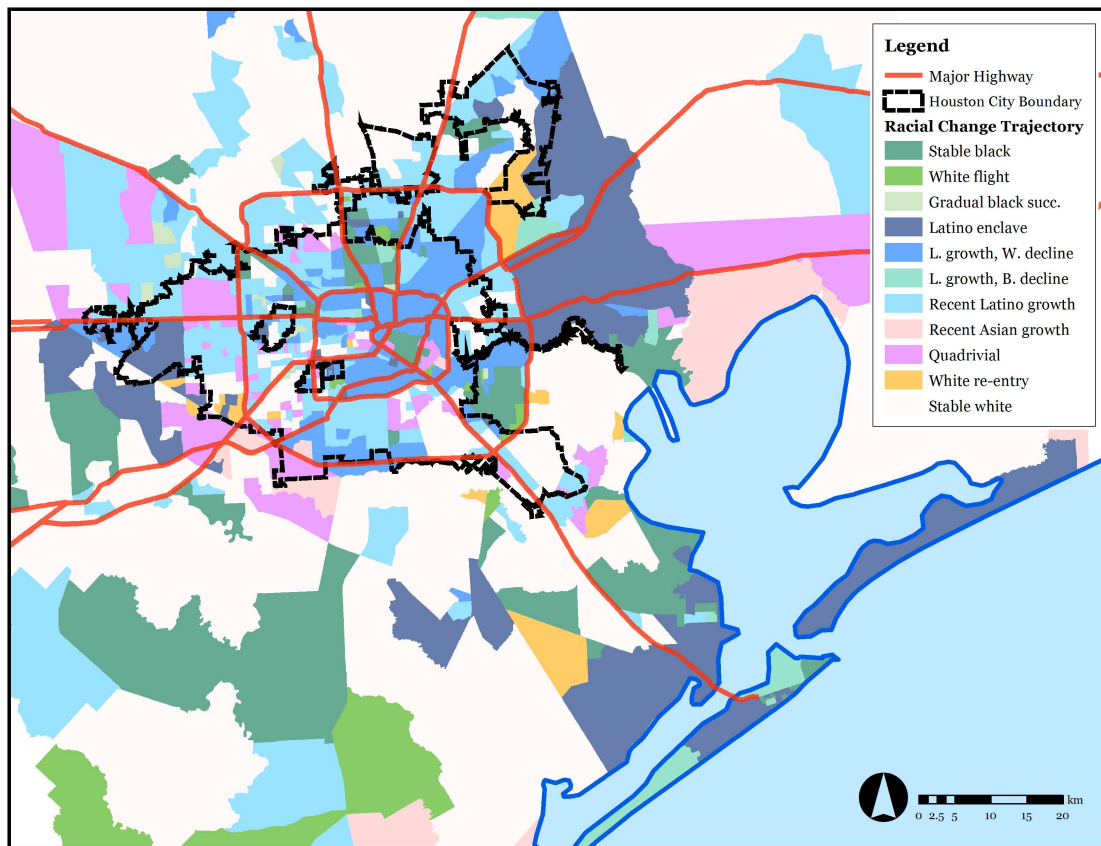 Legend
Major Highway
Houston City Boundary
Racial Change Trajectory
Stable black
White flight
Gradual black succ.
Latino enclave
L. growth, W. decline
L. growth, B. decline
Recent Latino growth
Recent Asian growth
Quadrivial
White re-entry
Stable white
km
0 2.5 5 10 15 20